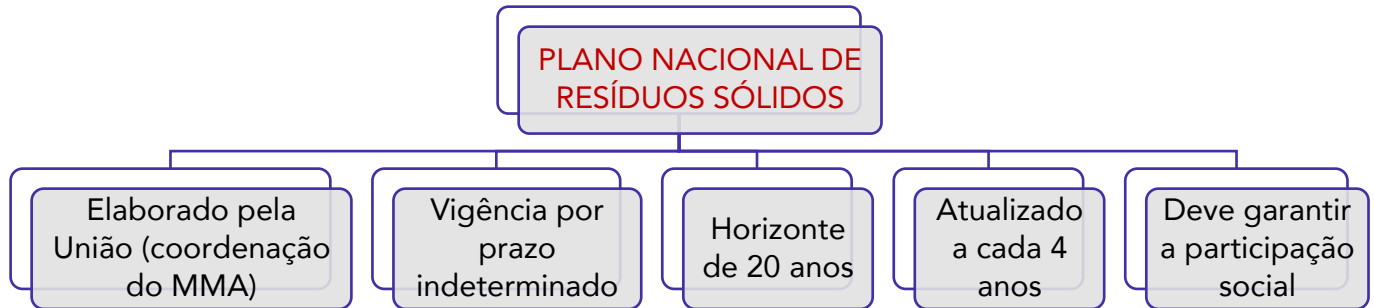 PLANO NACIONAL DE
RESÍDUOS SÓLIDOS
Elaborado pela
União (coordenação
do MMA)
Vigência por
prazo
indeterminado
Horizonte
de 20 anos
Atualizado
a cada 4
anos
Deve garantir
a participação
social